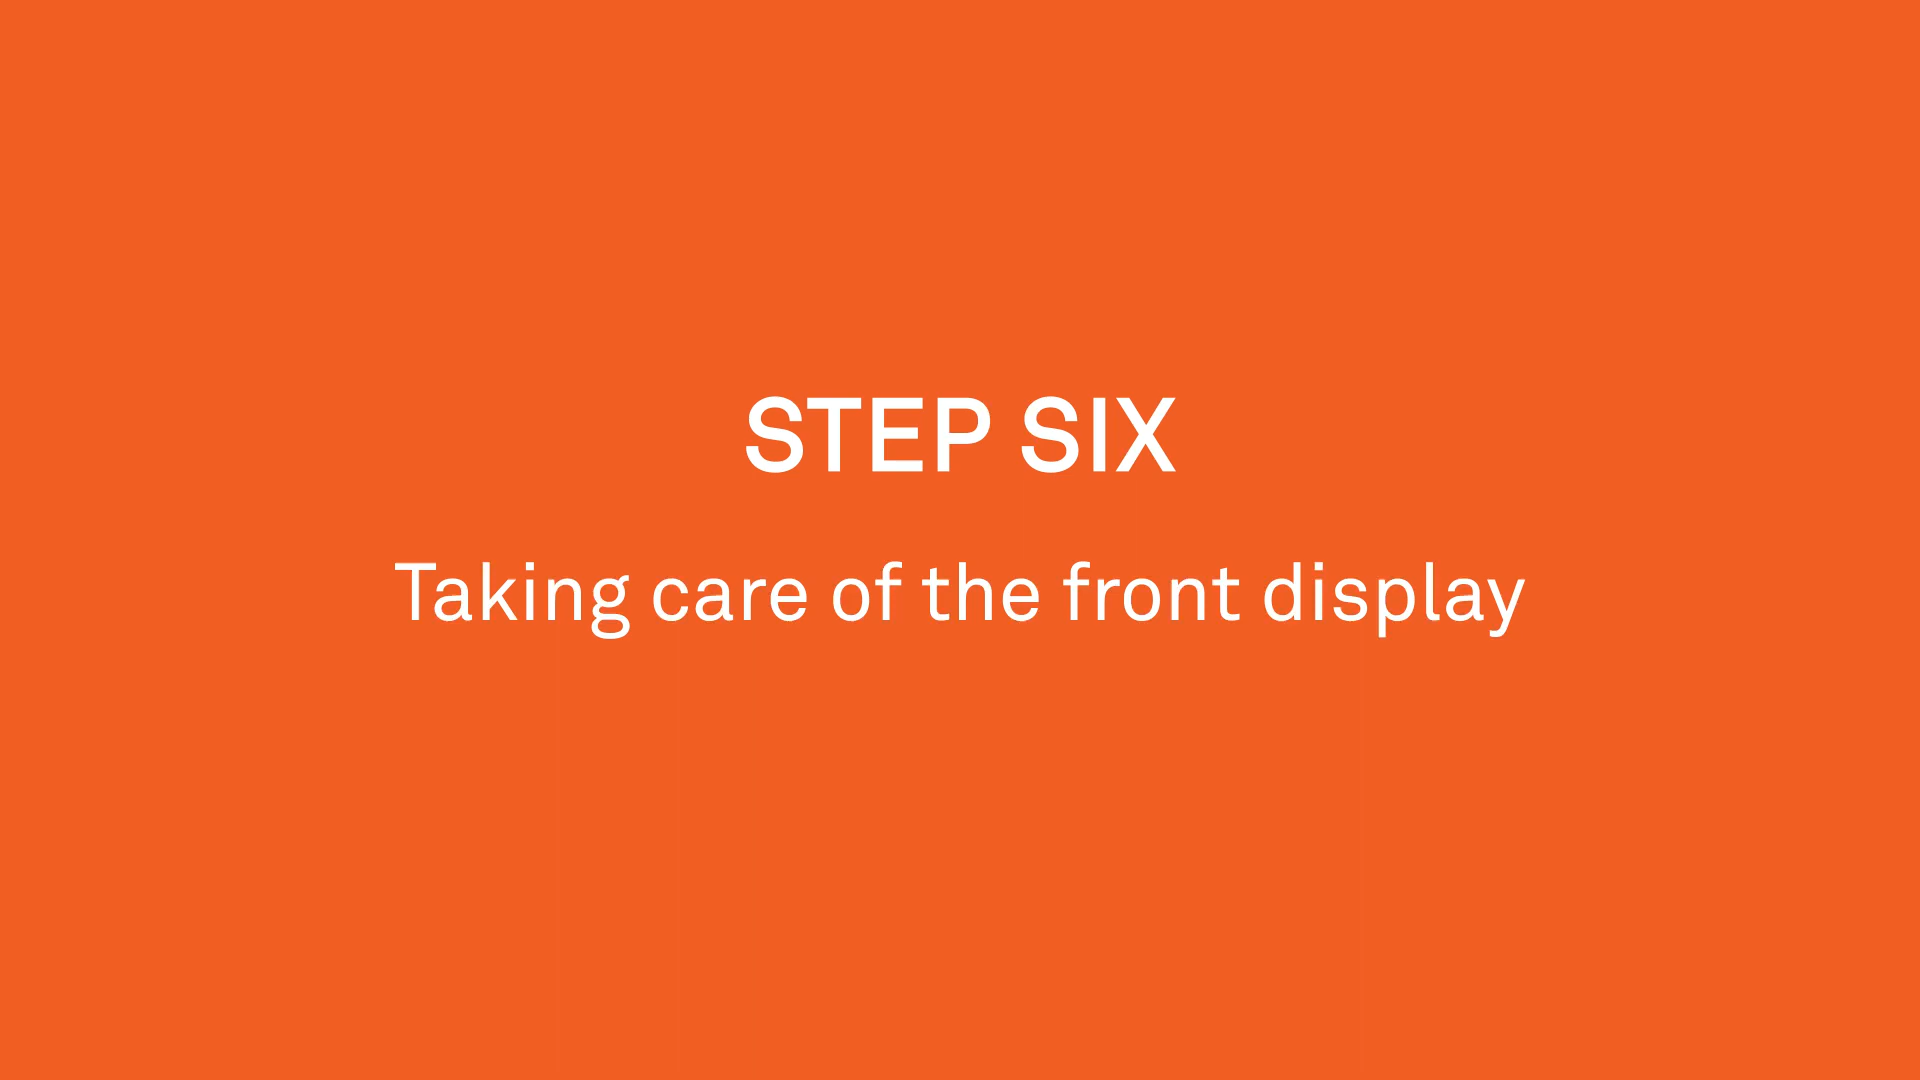 STEP SIX
Taking care of the front display